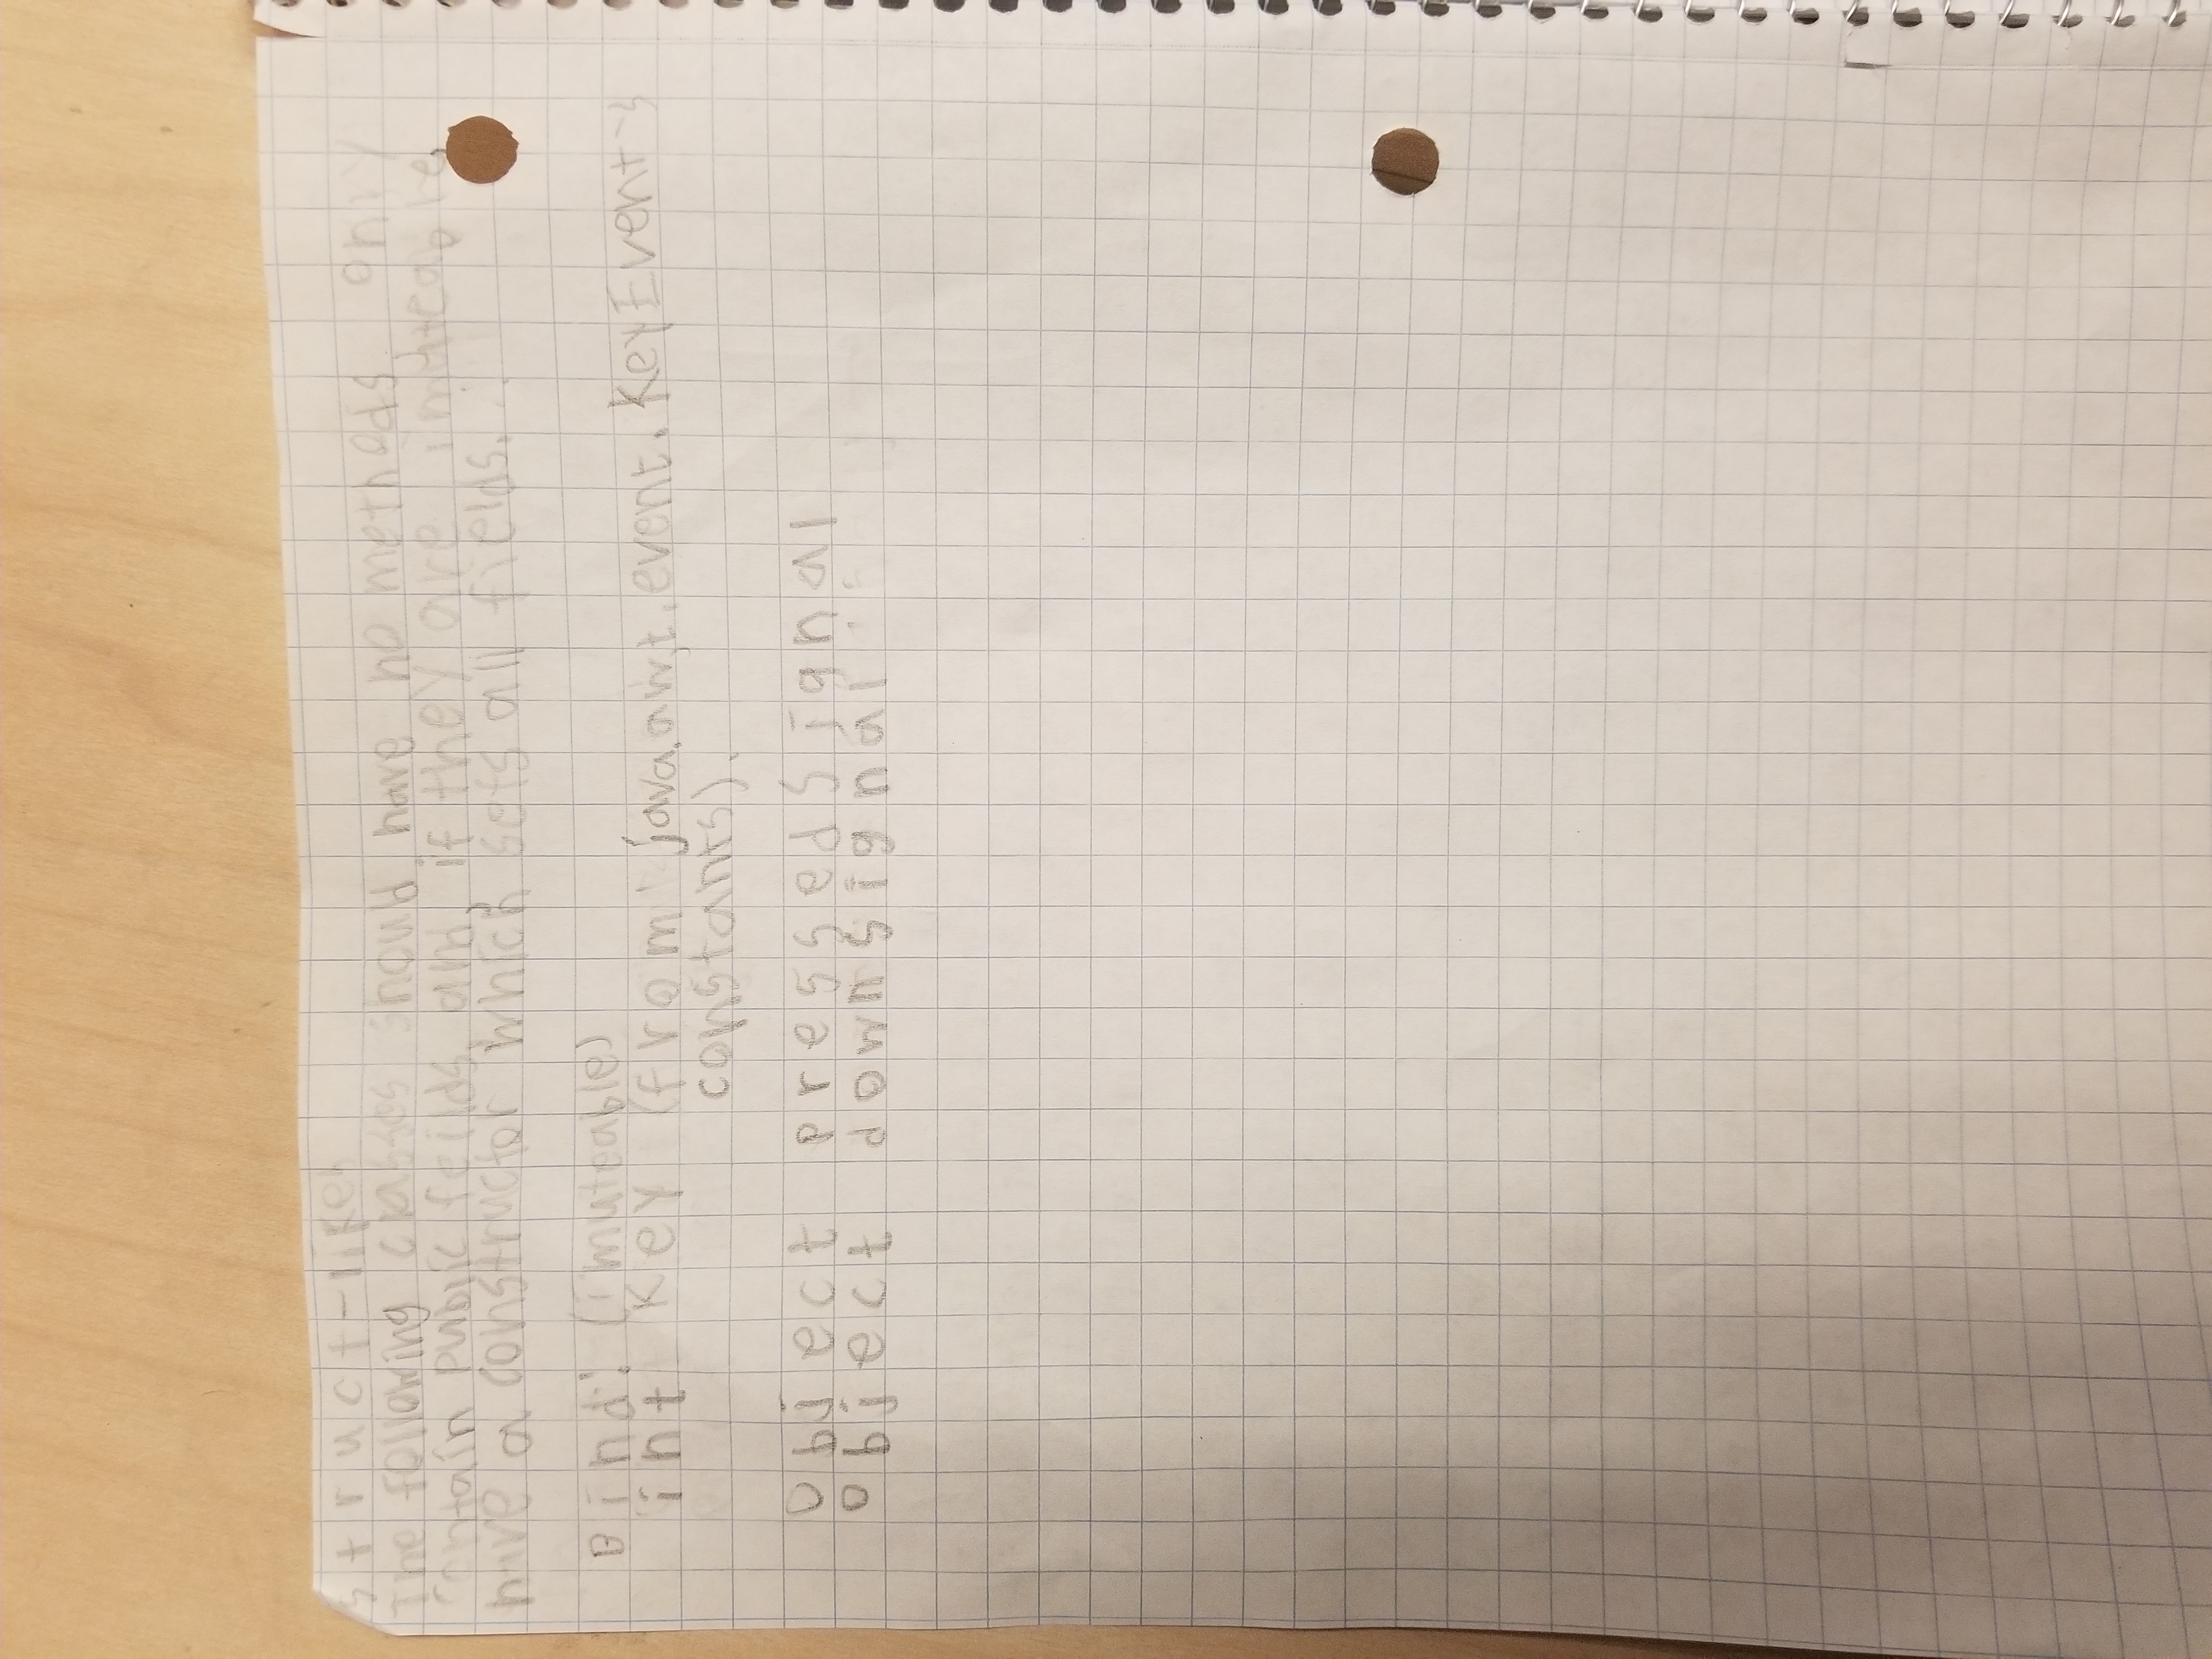 struct-likes
The following classes should have no methods, only
contain public feilds, and, if they are imuteable,
have a constructor which sets all fields.
Bind: (imuteable)
int key (from java.awt.event.KeyEvent's
constants).
Object pressedSignal
Object downsignal